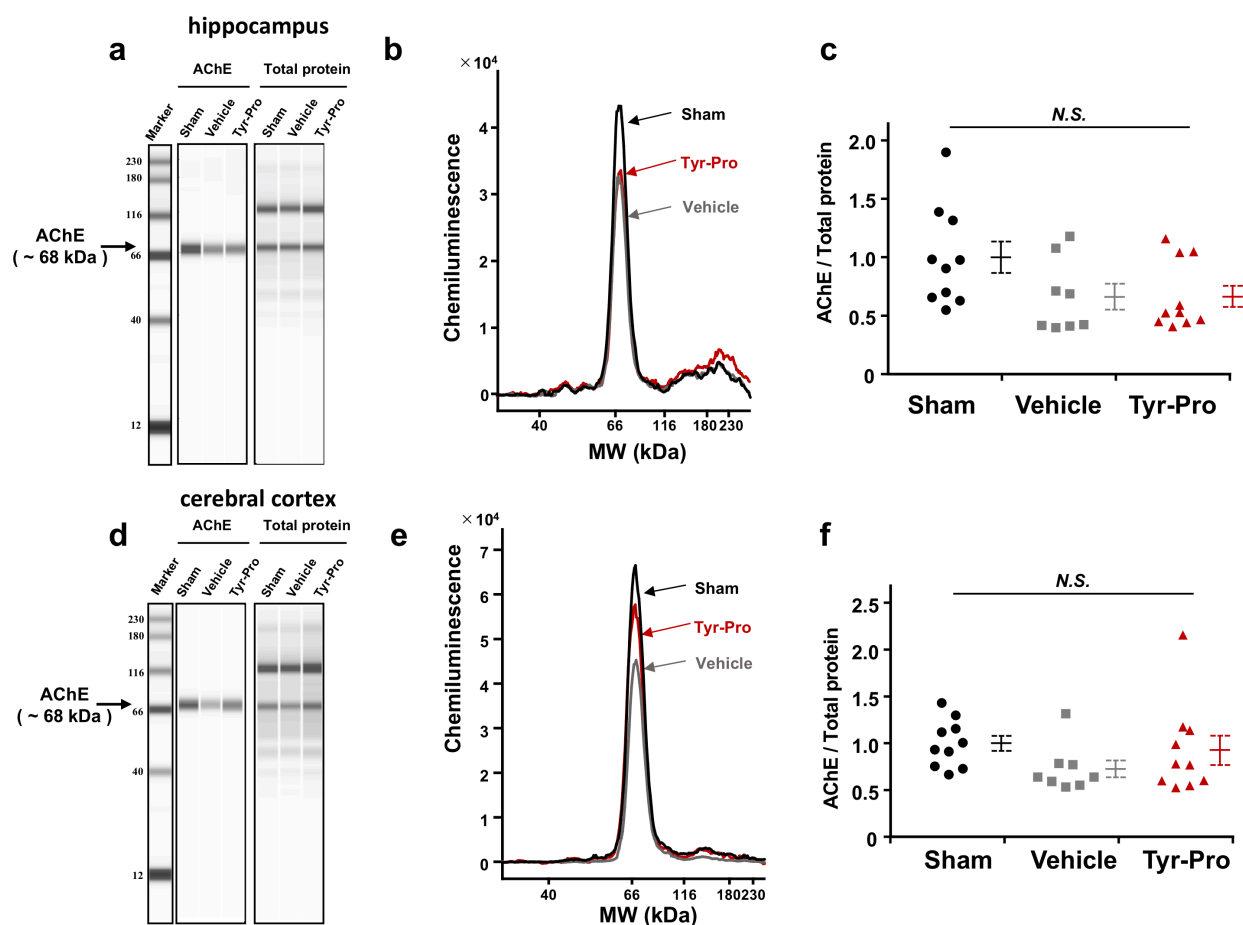 hippocampus
a
AChE
Total protein
Marker
Sham
Vehicle
Tyr-Pro
Sham
Vehicle
Tyr-Pro
230
180
116
66
40
12
AChE
( ~ 68 kDa )
b
×10⁴
Chemiluminescence
4
3
2
1
0
Sham
Tyr-Pro
Vehicle
40 66 116 180 230
MW (kDa)
c
N.S.
AChE / Total protein
2.0
1.5
1.0
0.5
0
Sham Vehicle Tyr-Pro
cerebral cortex
d
AChE
Total protein
Marker
Sham
Vehicle
Tyr-Pro
Sham
Vehicle
Tyr-Pro
230
180
116
66
40
12
AChE
( ~ 68 kDa )
e
×10⁴
Chemiluminescence
7
6
5
4
3
2
1
0
Sham
Tyr-Pro
Vehicle
40 66 116 180 230
MW (kDa)
f
N.S.
AChE / Total protein
2.5
2.0
1.5
1.0
0.5
0
Sham Vehicle Tyr-Pro